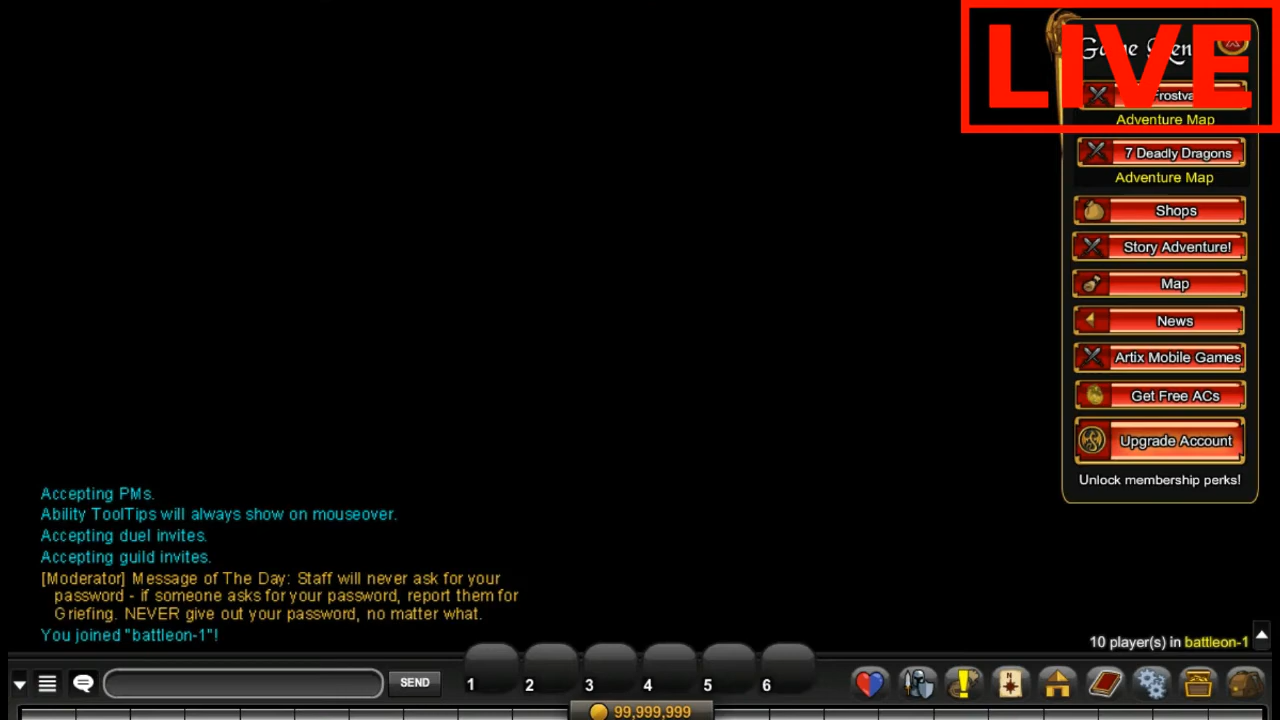 LIVE
Game
Frostva
Adventure Map
7 Deadly Dragons
Adventure Map
Shops
Story Adventure!
Map
News
Artix Mobile Games
Get Free ACs
Upgrade Account
Unlock membership perks!
Accepting PMs.
Ability ToolTips will always show on mouseover.
Accepting duel invites.
Accepting guild invites.
[Moderator] Message of The Day: Staff will never ask for your
password - if someone asks for your password, report them for
Griefing. NEVER give out your password, no matter what.
You joined "battleon-1"!
10 player(s) in battleon-1
SEND
1 2 3 4 5 6
N
99,999,999